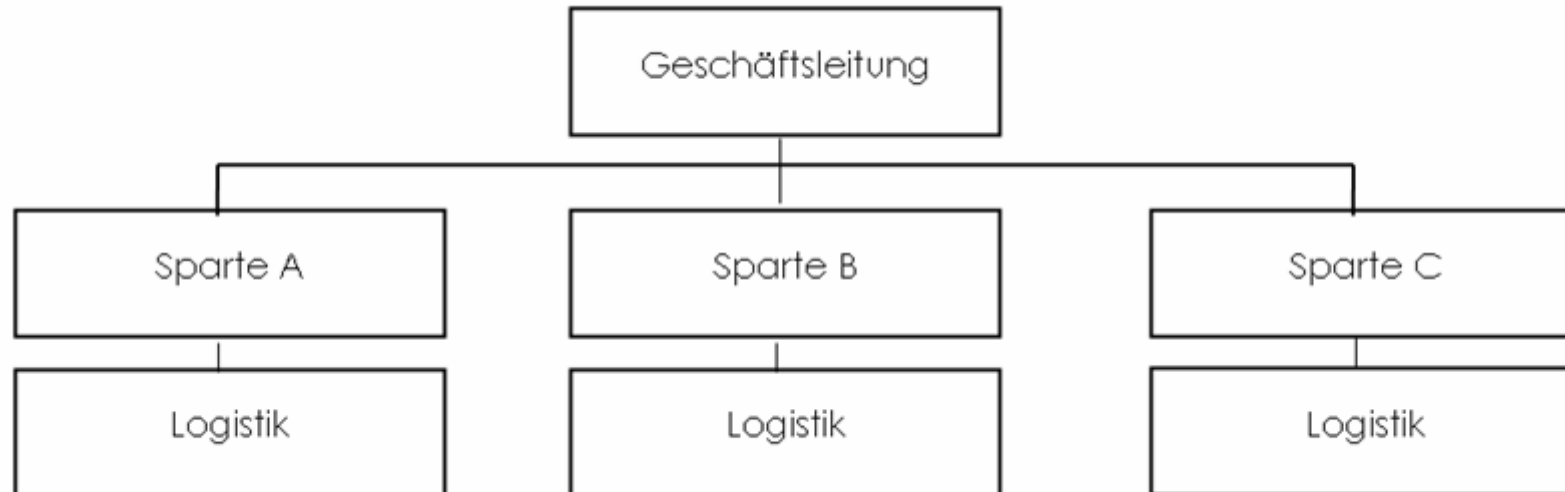 Geschäftsleitung
Sparte A
Sparte B
Sparte C
Logistik
Logistik
Logistik